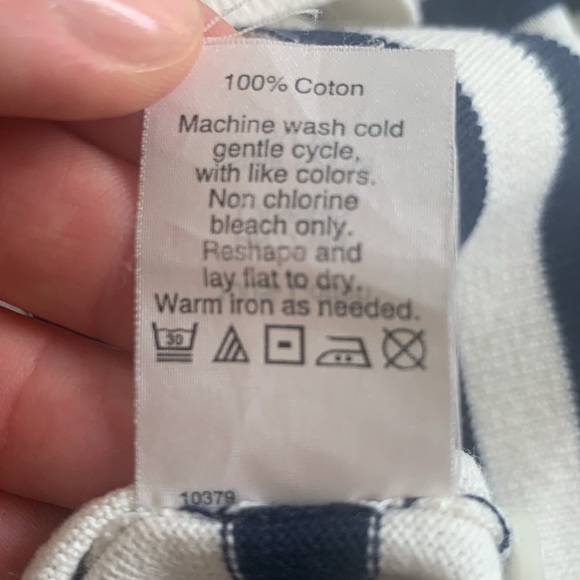 100% Coton
Machine wash cold
gentle cycle,
with like colors.
Non chlorine
bleach only.
Reshape and
lay flat to dry.
Warm iron as needed.
30
10379